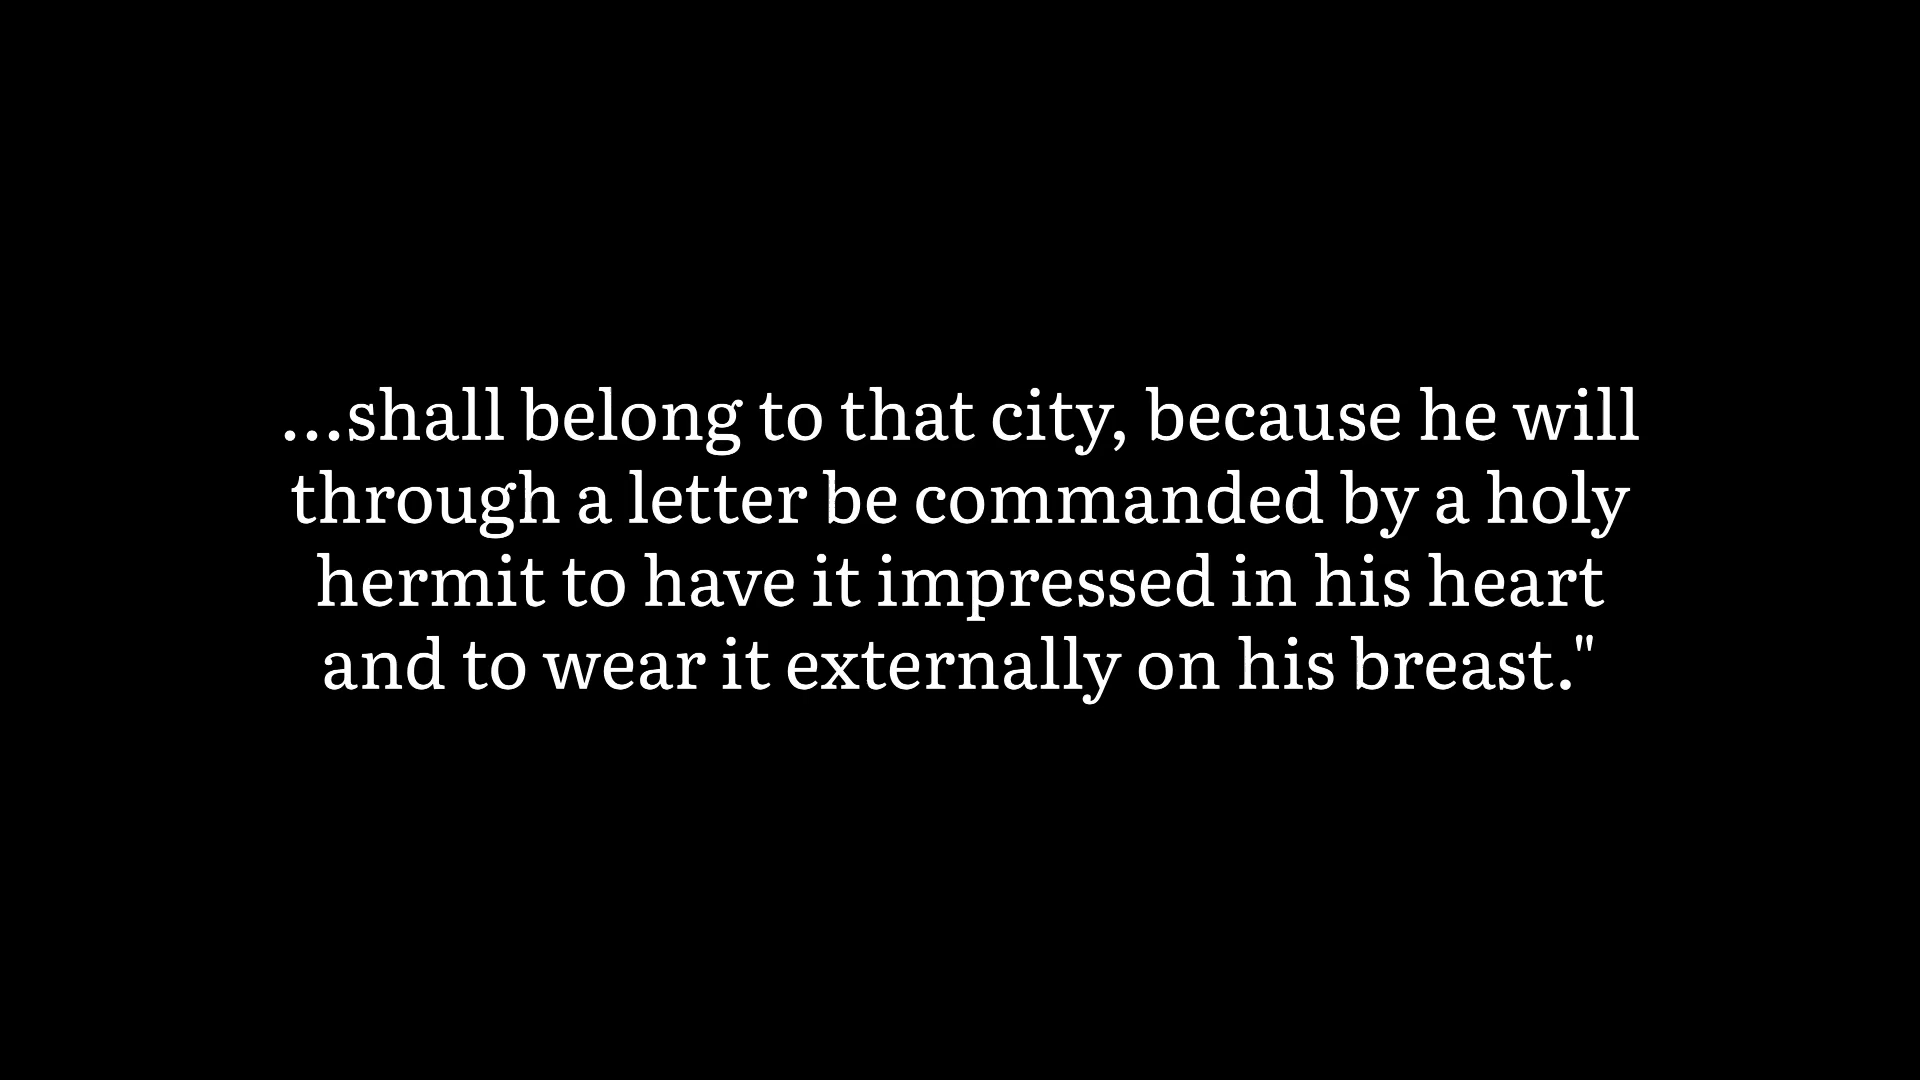 ...shall belong to that city, because he will
through a letter be commanded by a holy
hermit to have it impressed in his heart
and to wear it externally on his breast."